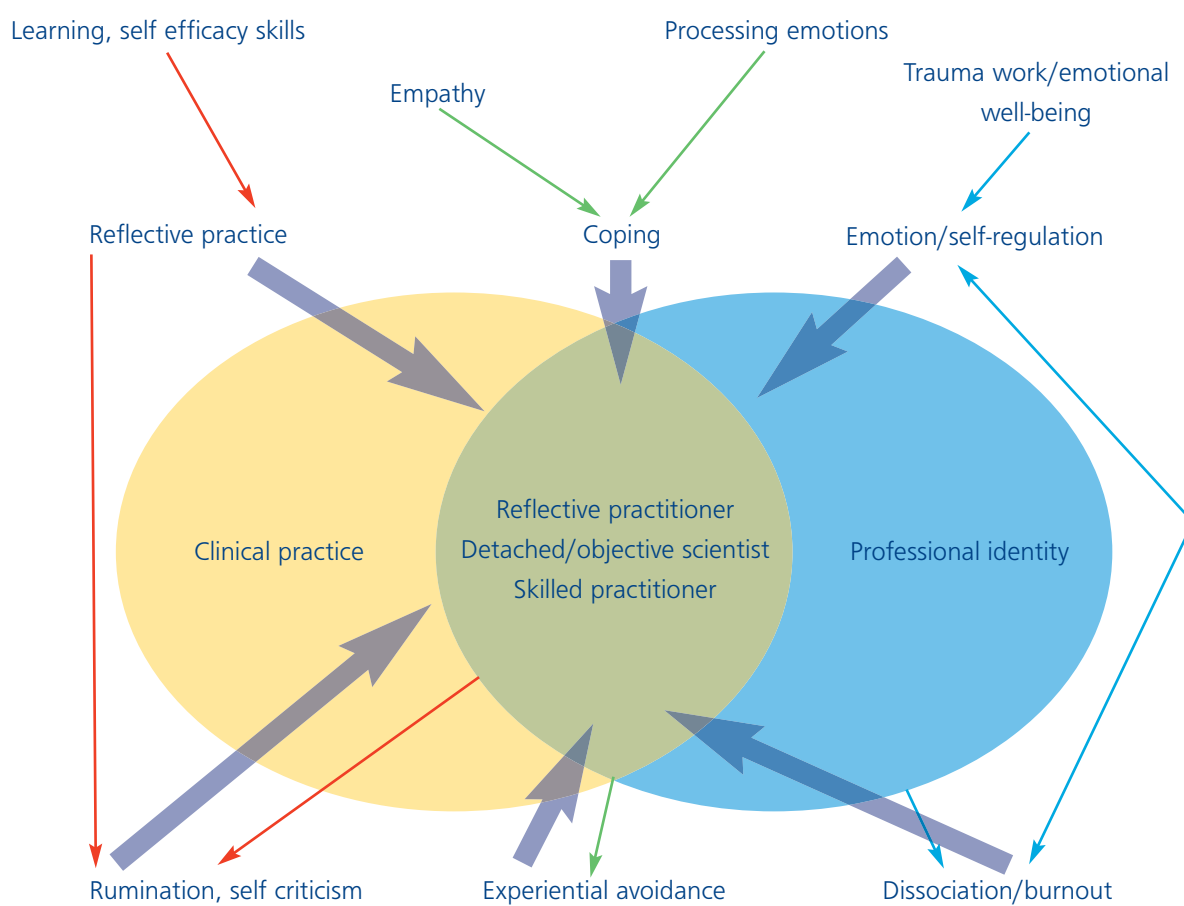 Learning, self efficacy skills
Processing emotions
Trauma work/emotional
well-being
Empathy
Reflective practice
Coping
Emotion/self-regulation
Clinical practice
Reflective practitioner
Detached/objective scientist
Skilled practitioner
Professional identity
Rumination, self criticism
Experiential avoidance
Dissociation/burnout